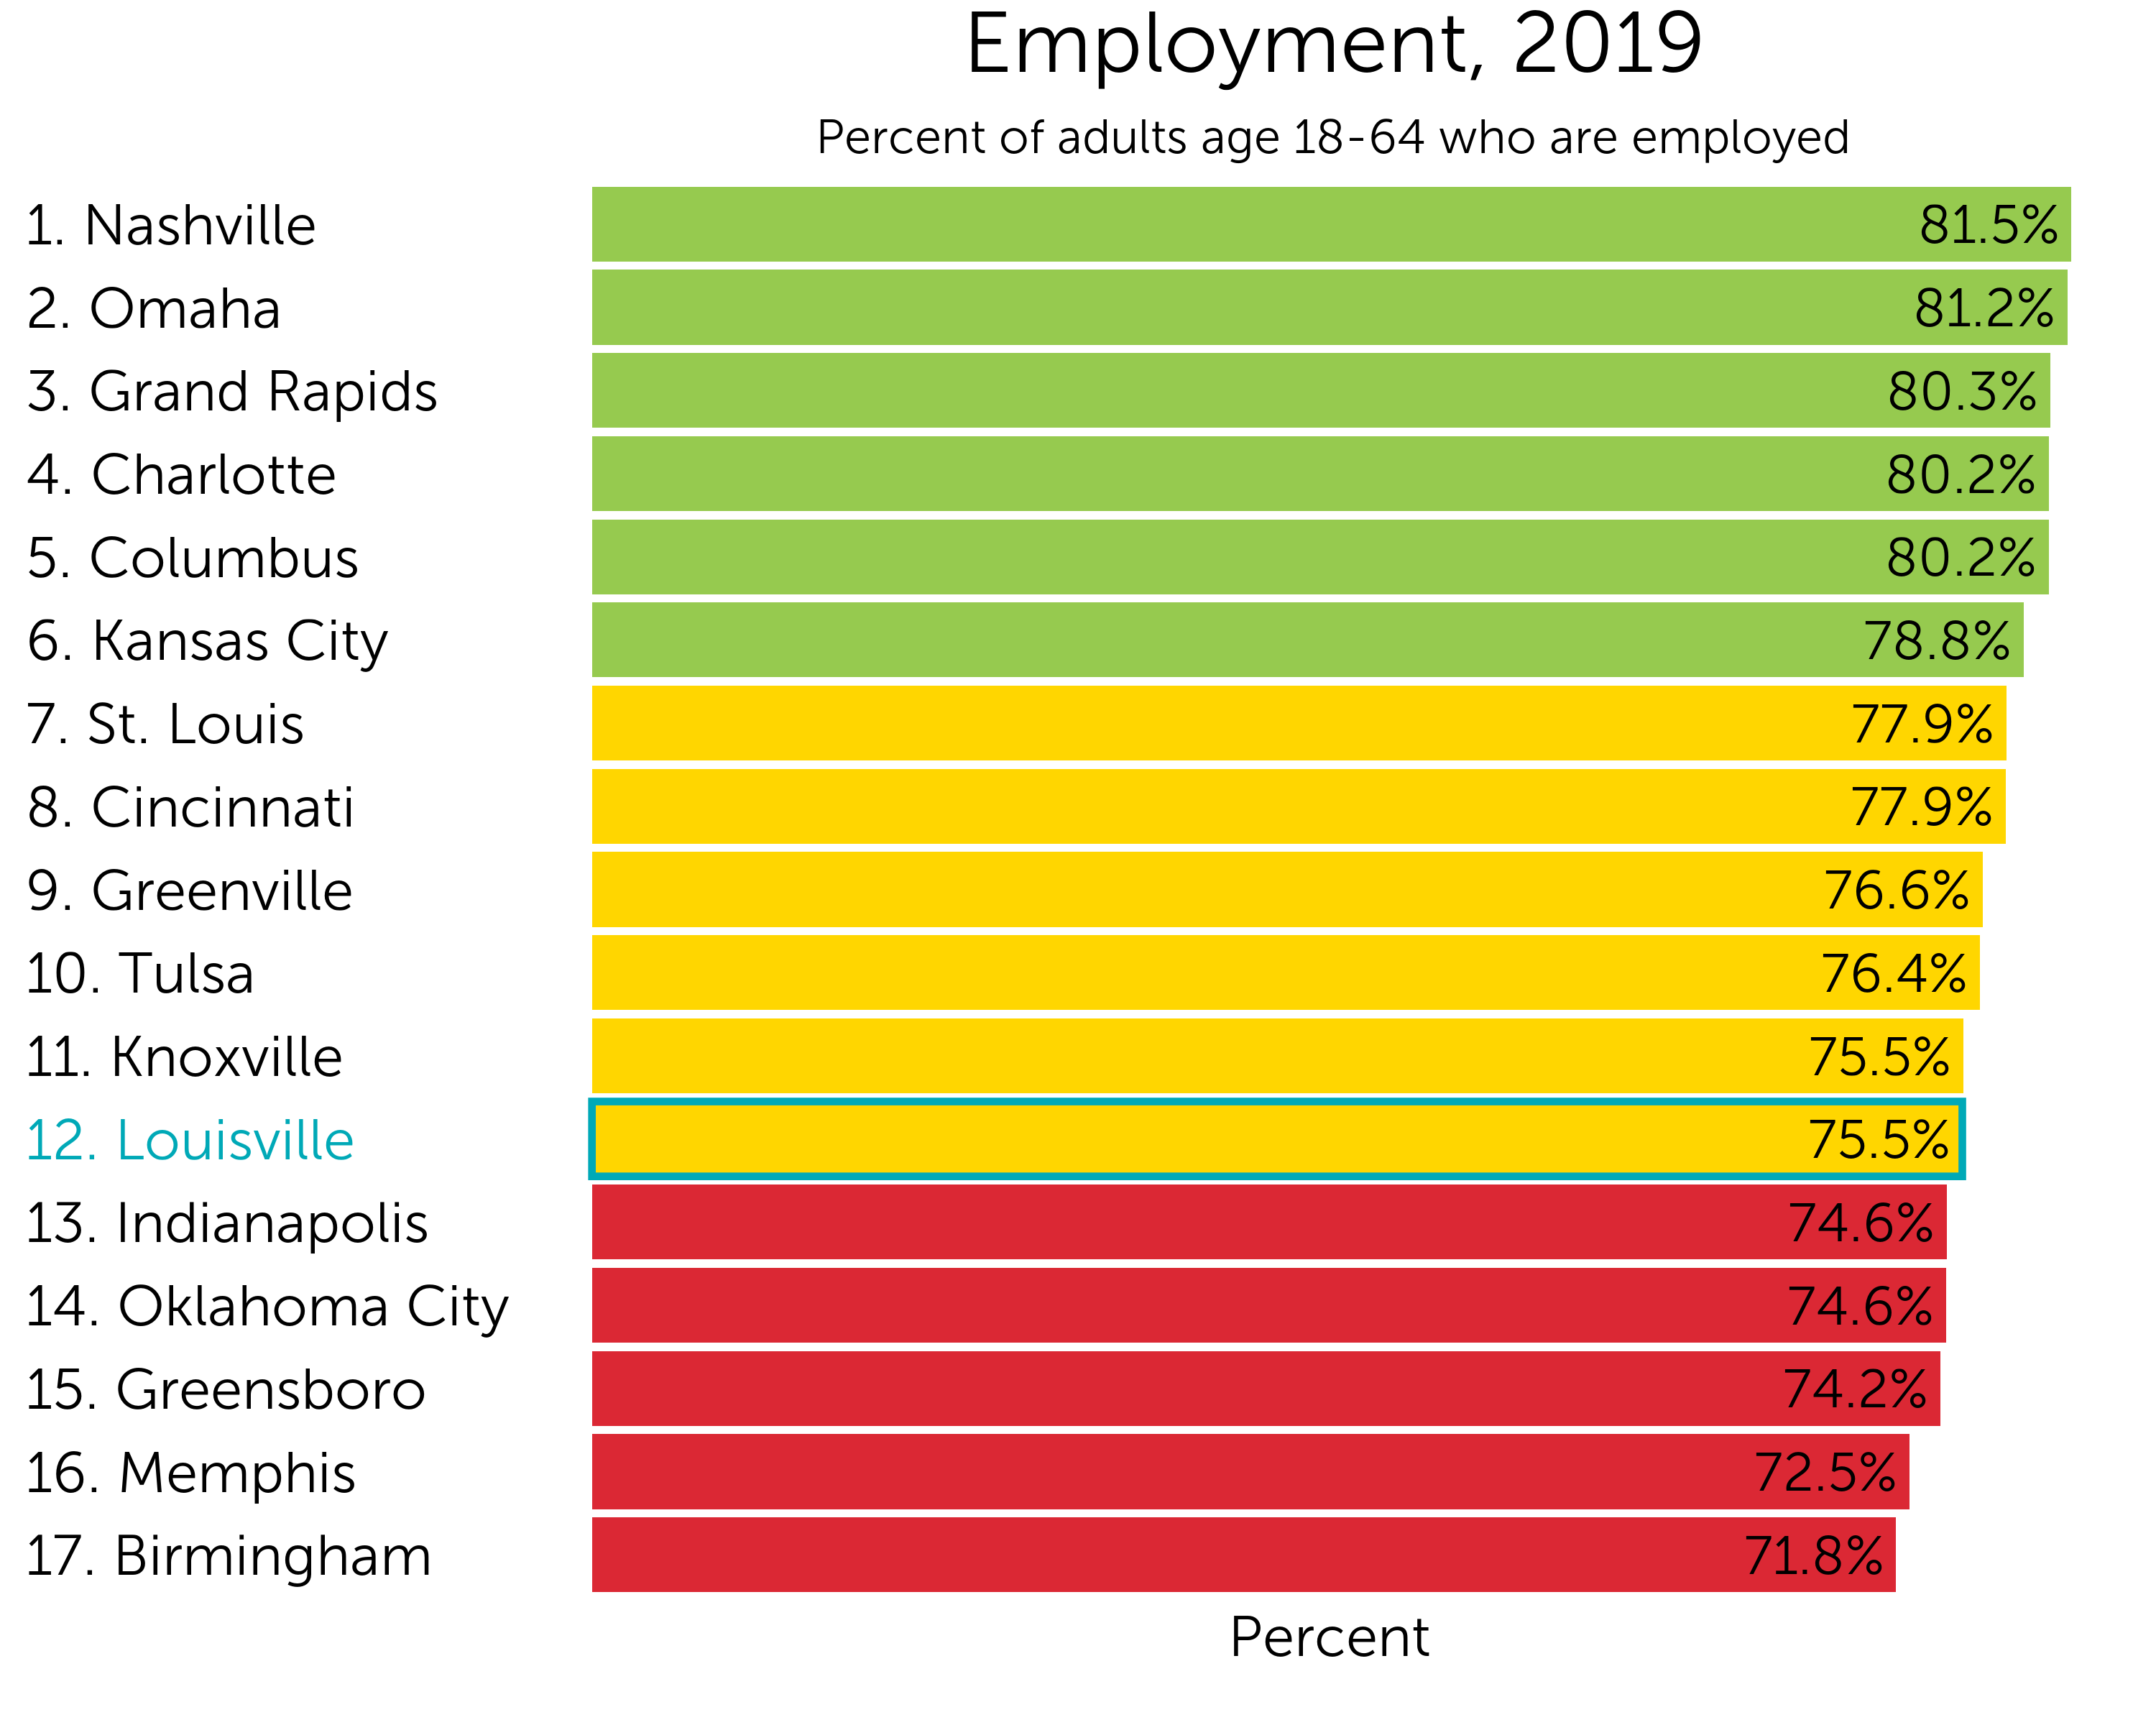 Employment, 2019
Percent of adults age 18-64 who are employed
1. Nashville 81.5%
2. Omaha 81.2%
3. Grand Rapids 80.3%
4. Charlotte 80.2%
5. Columbus 80.2%
6. Kansas City 78.8%
7. St. Louis 77.9%
8. Cincinnati 77.9%
9. Greenville 76.6%
10. Tulsa 76.4%
11. Knoxville 75.5%
12. Louisville 75.5%
13. Indianapolis 74.6%
14. Oklahoma City 74.6%
15. Greensboro 74.2%
16. Memphis 72.5%
17. Birmingham 71.8%
Percent